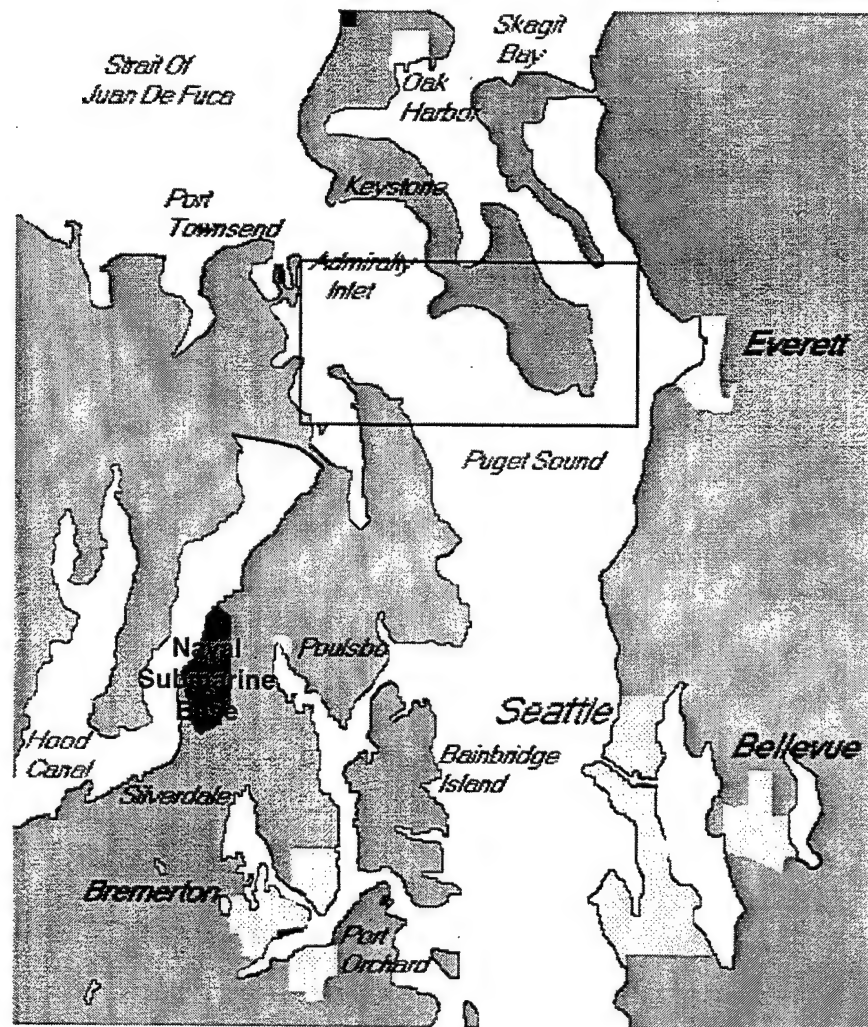 Skagit
Bay
Strait Of
Juan De Fuca
Oak
Harbor
Keystone
Port
Townsend
Admiralty
Inlet
Everett
Puget Sound
Naval
Submarine
Base
Poulsbo
Seattle
Hood
Canal
Bainbridge
Island
Bellevue
Silverdale
Bremerton
Port
Orchard